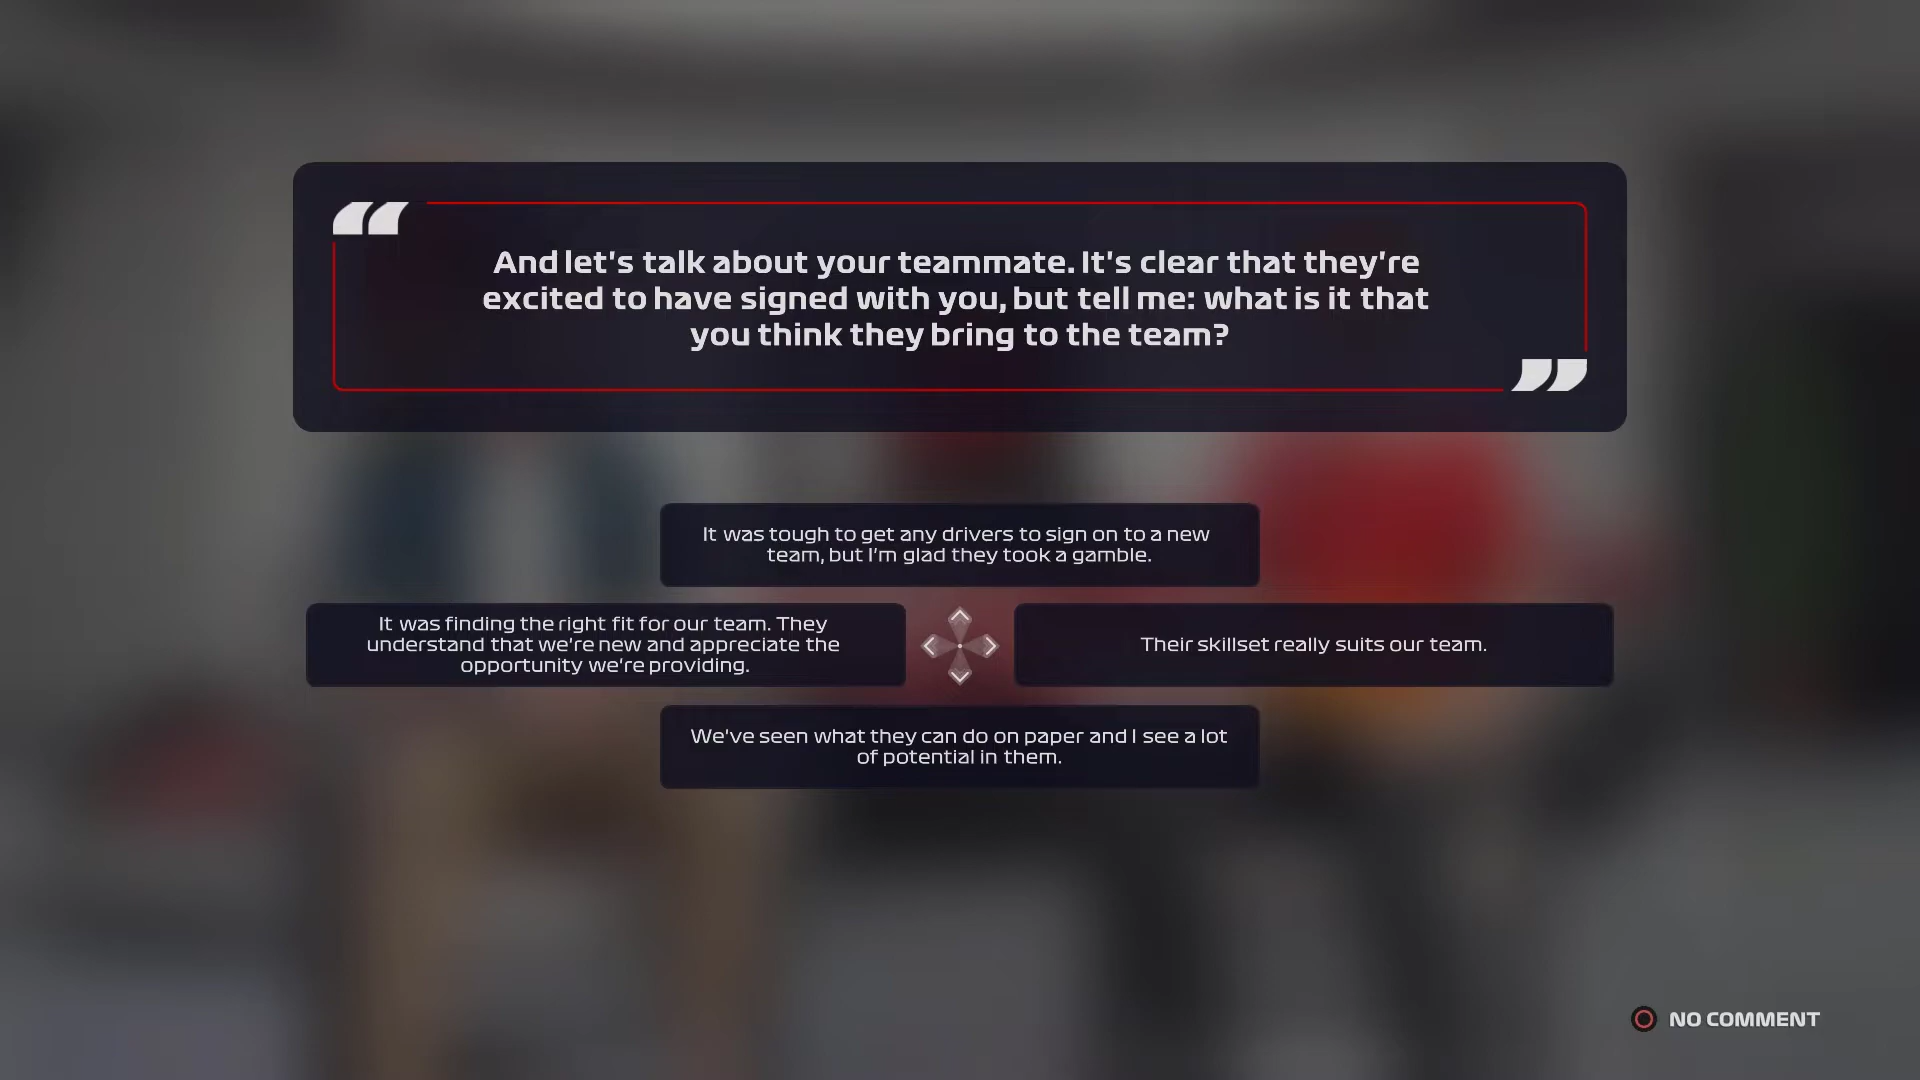 And let's talk about your teammate. It's clear that they're
excited to have signed with you, but tell me: what is it that
you think they bring to the team?
It was tough to get any drivers to sign on to a new
team, but I'm glad they took a gamble.
It was finding the right fit for our team. They
understand that we're new and appreciate the
opportunity we're providing.
Their skillset really suits our team.
We've seen what they can do on paper and I see a lot
of potential in them.
NO COMMENT